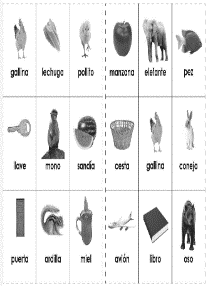 gallina lechuga pollito manzana elefante pez
llave mono sandía cesta gallina conejo
puerta ardilla miel avión libro oso